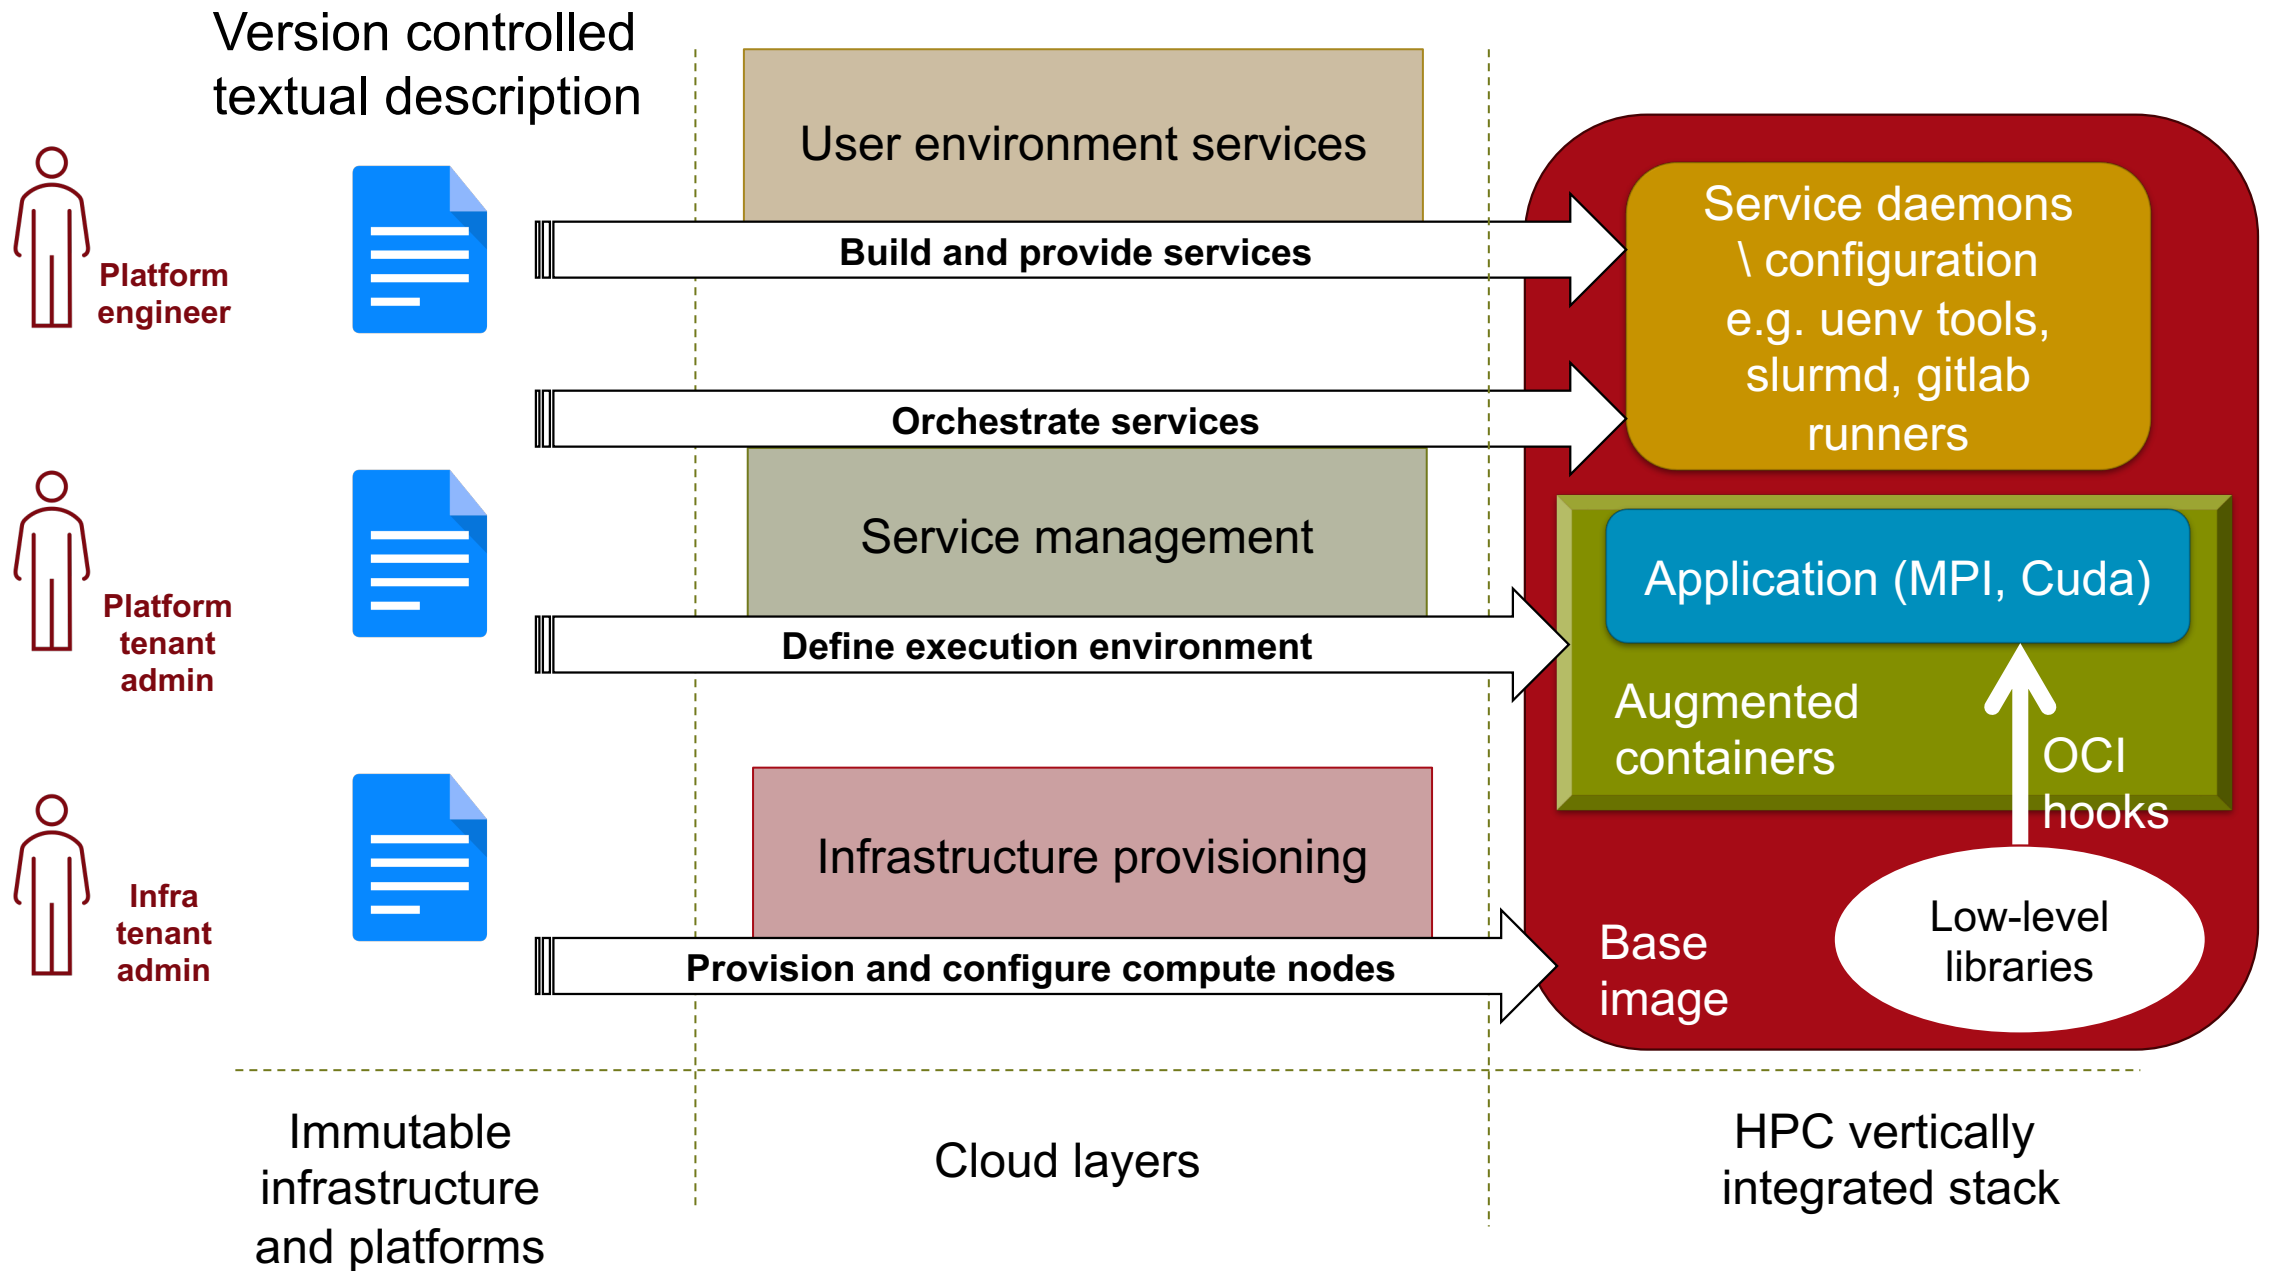 Version controlled
textual description
Platform
engineer
Platform
tenant
admin
Infra
tenant
admin
User environment services
Build and provide services
Orchestrate services
Service management
Define execution environment
Infrastructure provisioning
Provision and configure compute nodes
Service daemons
\ configuration
e.g. uenv tools,
slurmd, gitlab
runners
Application (MPI, Cuda)
Augmented
containers
OCI
hooks
Base
image
Low-level
libraries
Immutable
infrastructure
and platforms
Cloud layers
HPC vertically
integrated stack